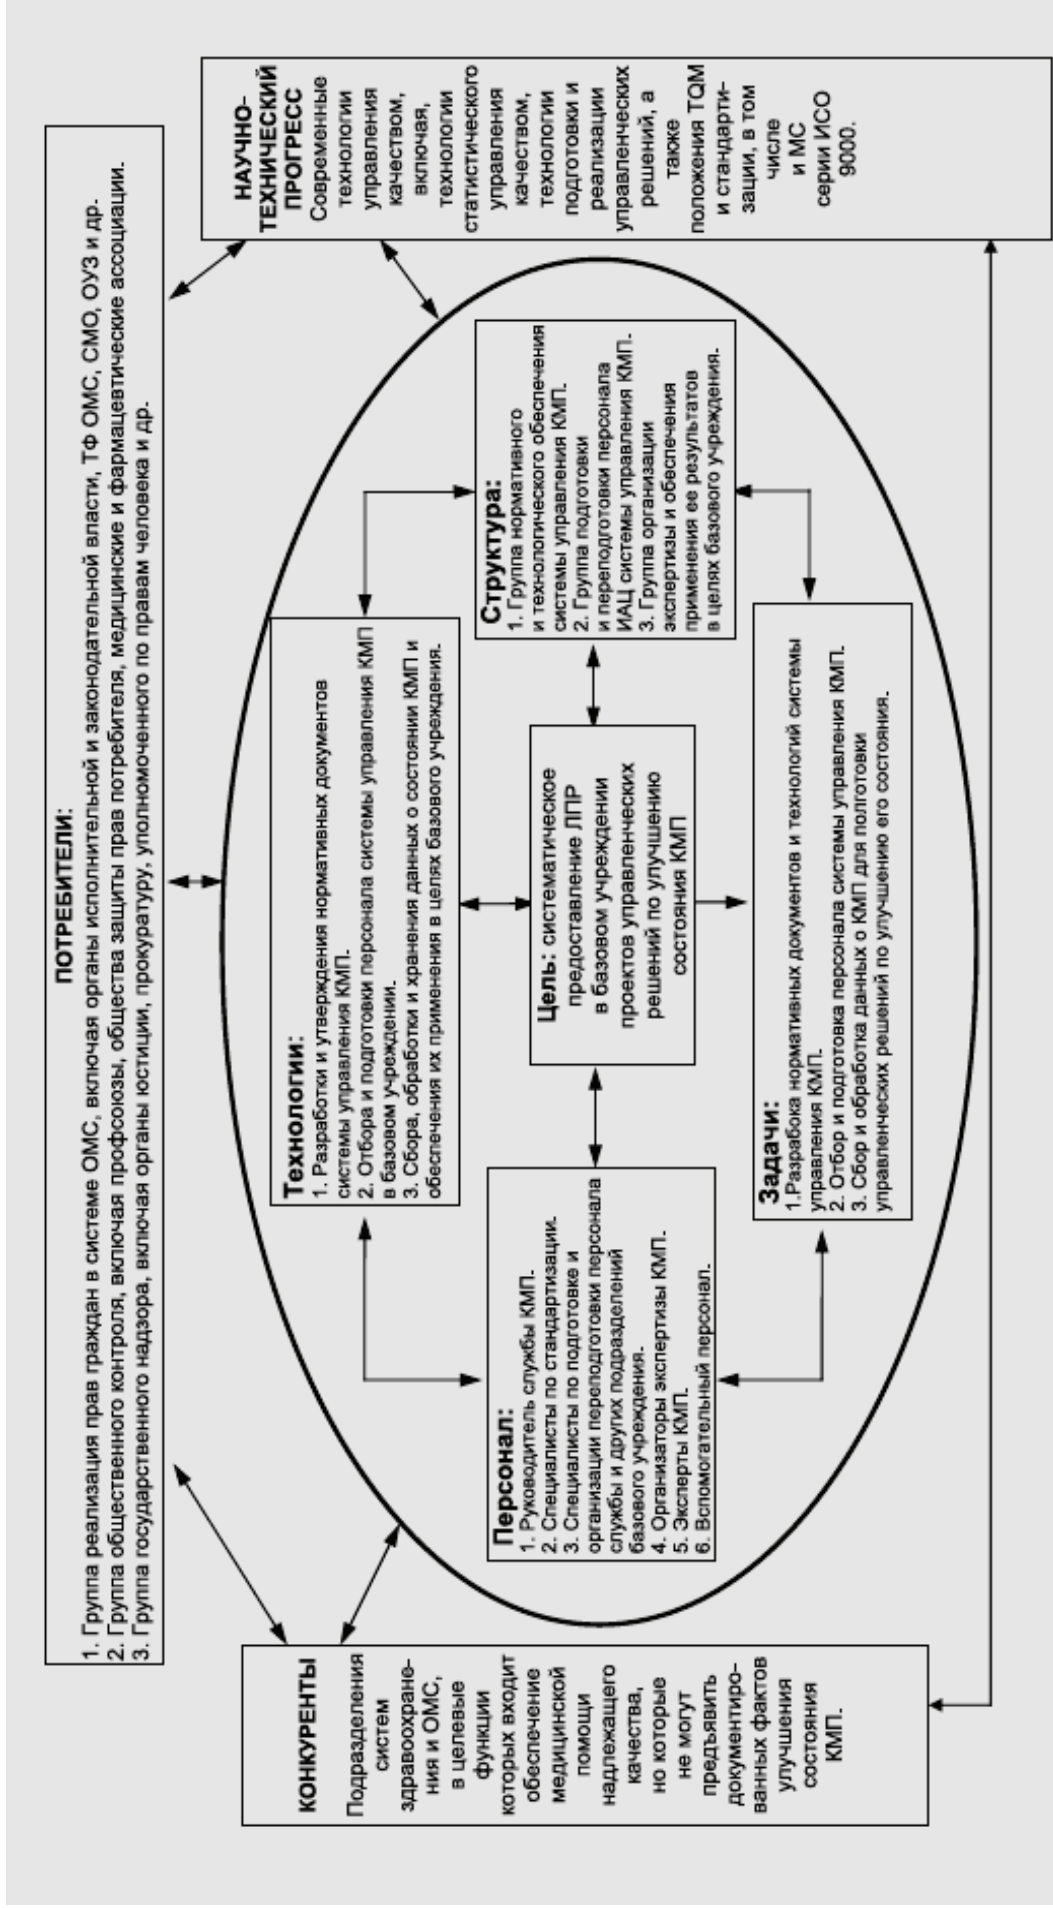 ПОТРЕБИТЕЛИ:
1. Группа реализация прав граждан в системе ОМС, включая органы исполнительной и законодательной власти, ТФ ОМС, СМО, ОУЗ и др.
2. Группа общественного контроля, включая профсоюзы, общества защиты прав потребителя, медицинские и фармацевтические ассоциации.
3. Группа государственного надзора, включая органы юстиции, прокуратуру, уполномоченного по правам человека и др.
КОНКУРЕНТЫ
Подразделения
систем
здравоохране-
ния и ОМС,
в целевые
функции
которых входит
обеспечение
медицинской
помощи
надлежащего
качества,
но которые
не могут
предъявить
документиро-
ванных фактов
улучшения
состояния
КМП.
Технологии:
1. Разработки и утверждения нормативных документов
системы управления КМП.
2. Отбора и подготовки персонала системы управления КМП
в базовом учреждении.
3. Сбора, обработки и хранения данных о состоянии КМП и
обеспечения их применения в целях базового учреждения.
Персонал:
1. Руководитель службы КМП.
2. Специалисты по стандартизации.
3. Специалисты по подготовке и
организации переподготовки персонала
службы и других подразделений
базового учреждения.
4. Организаторы экспертизы КМП.
5. Эксперты КМП.
6. Вспомогательный персонал.
Цель: систематическое
предоставление ЛПР
в базовом учреждении
проектов управленческих
решений по улучшению
состояния КМП
Структура:
1. Группа нормативного
и технологического обеспечения
системы управления КМП.
2. Группа подготовки
и переподготовки персонала
ИАЦ системы управления КМП.
3. Группа организации
экспертизы и обеспечения
применения ее результатов
в целях базового учреждения.
Задачи:
1.Разрабока нормативных документов и технологий системы
управления КМП.
2. Отбор и подготовка персонала системы управления КМП.
3. Сбор и обработка данных о КМП для полготовки
управленческих решений по улучшению его состояния.
НАУЧНО-
ТЕХНИЧЕСКИЙ
ПРОГРЕСС
Современные
технологии
управления
качеством,
включая,
технологии
статистического
управления
качеством,
технологии
подготовки и
реализации
управленческих
решений, а
также
положения TQM
и стандарти-
зации, в том
числе
и МС
серии ИСО
9000.